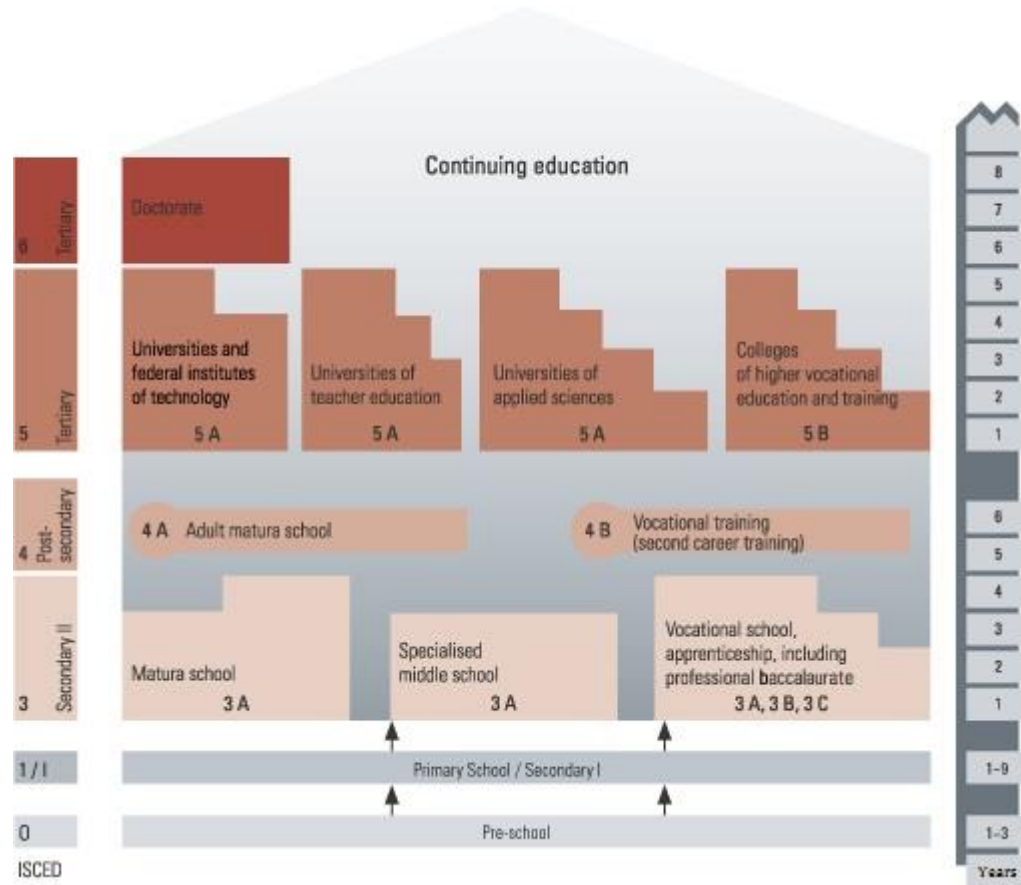 Continuing education
6 Tertiary
Doctorate
8
7
6
5 Tertiary
Universities and
federal institutes
of technology
5 A
Universities of
teacher education
5 A
Universities of
applied sciences
5 A
Colleges
of higher vocational
education and training
5 B
5
4
3
2
1
4 Post-
secondary
4 A Adult matura school
4 B Vocational training
(second career training)
6
5
3 Secondary II
Matura school
3 A
Specialised
middle school
3 A
Vocational school,
apprenticeship, including
professional baccalaurate
3 A, 3 B, 3 C
4
3
2
1
1 / I
Primary School / Secondary I
1-9
0
Pre-school
1-3
ISCED
Years